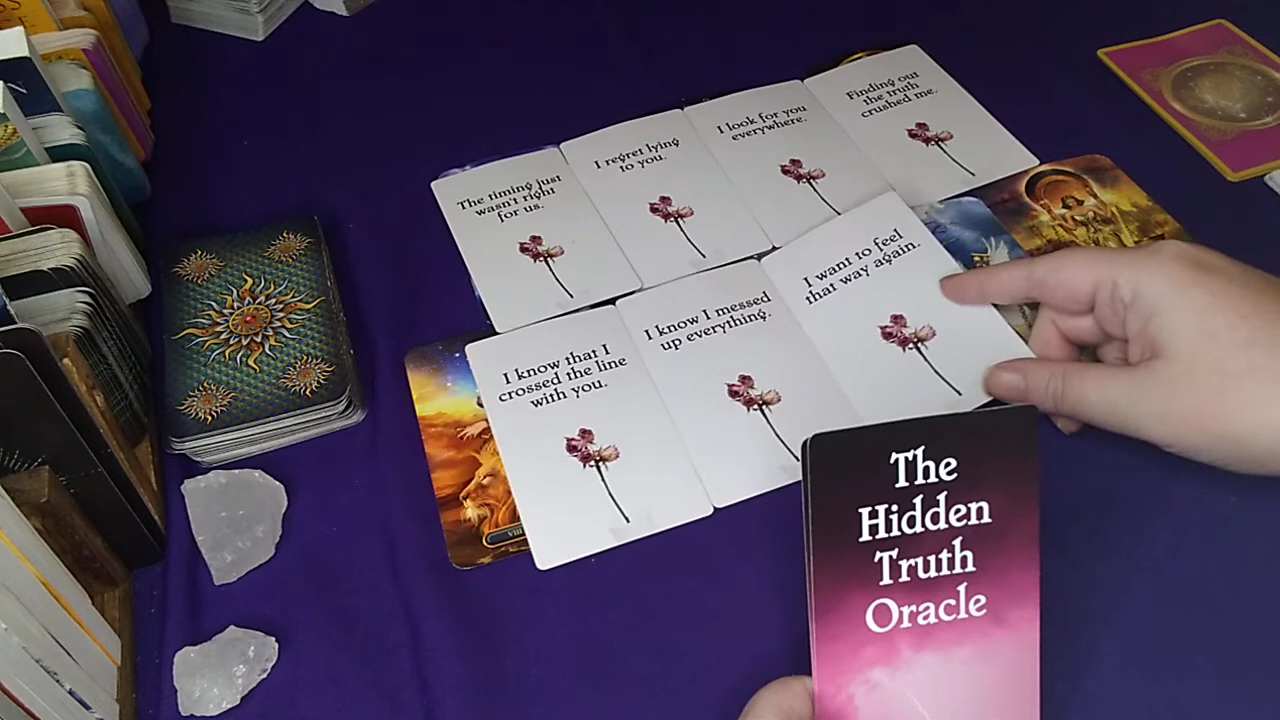 Finding out
the truth
crushed me.
I look for you
everywhere.
I regret lying
to you.
The timing just
wasn't right
for us.
I want to feel
that way again.
I know I messed
up everything.
I know that I
crossed the line
with you.
VIII
The
Hidden
Truth
Oracle